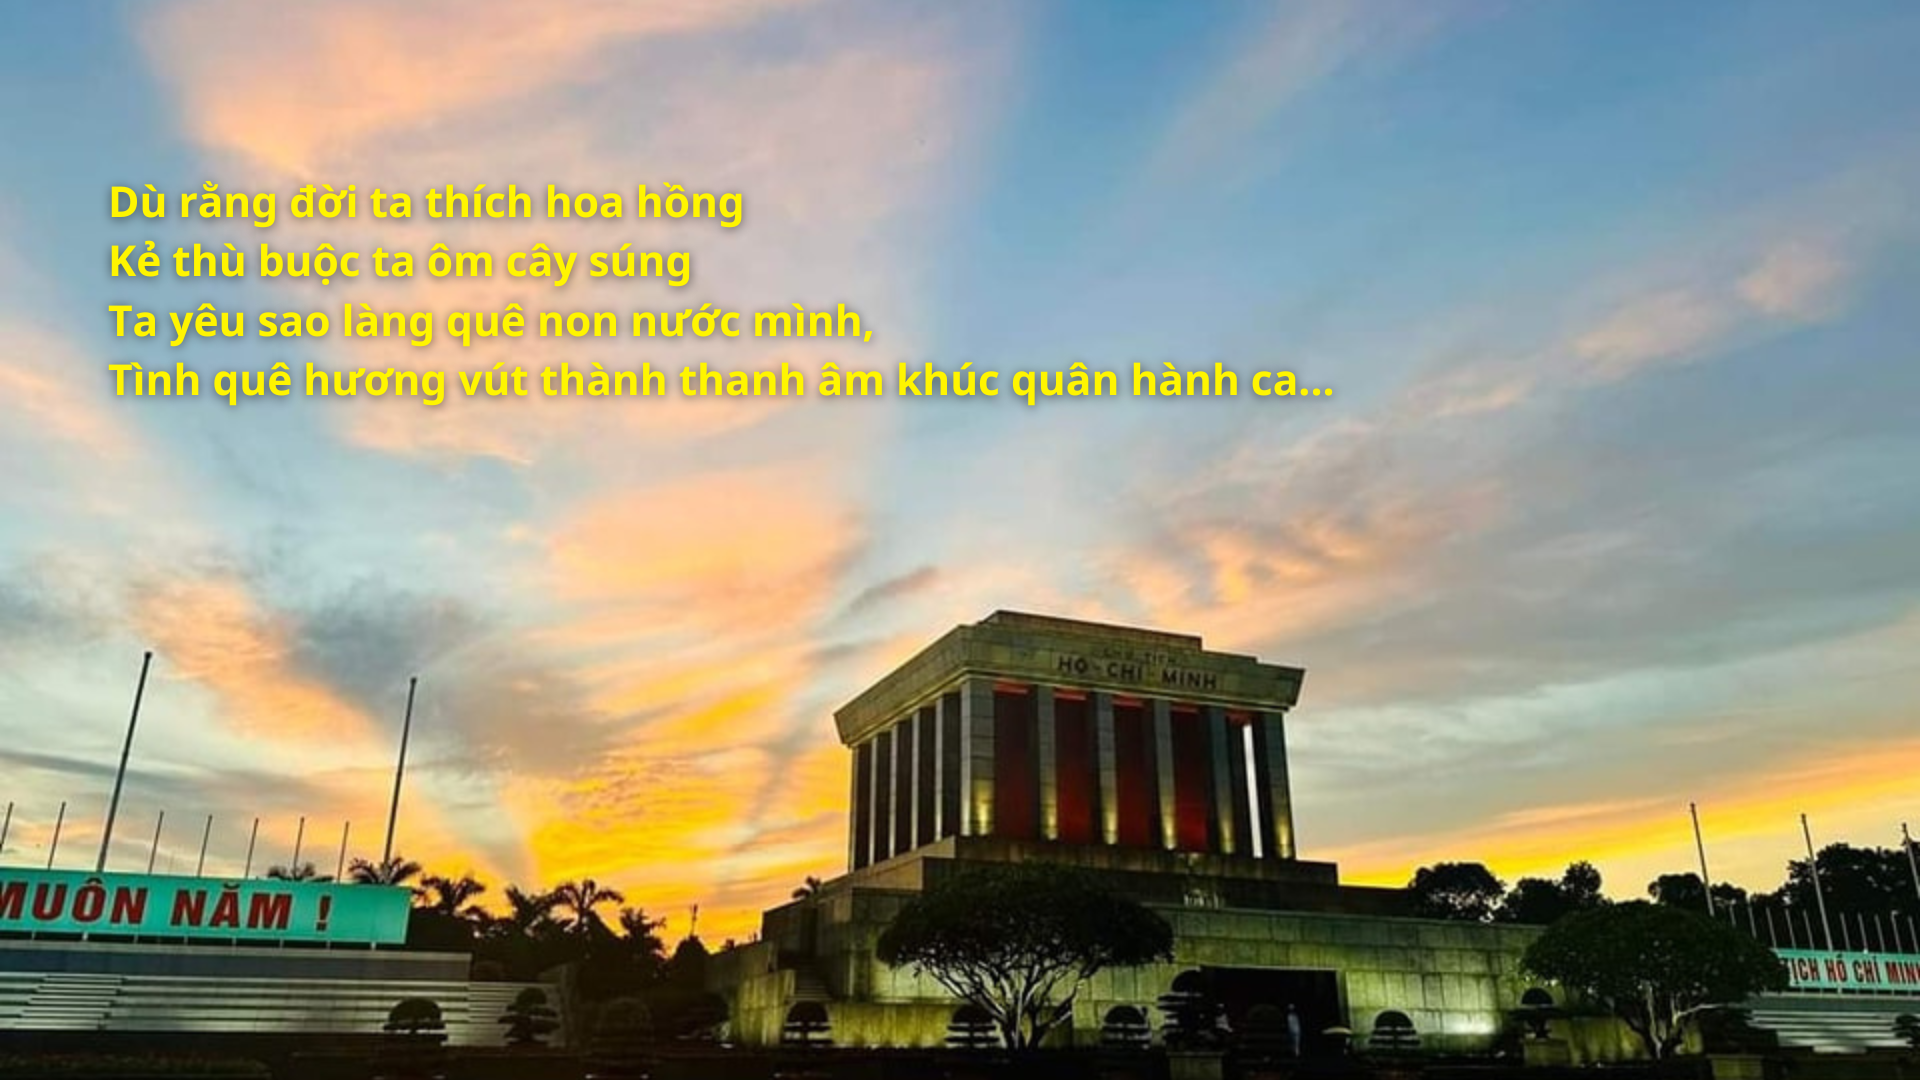 Dù rằng đời ta thích hoa hồng
Kẻ thù buộc ta ôm cây súng
Ta yêu sao làng quê non nước mình,
Tình quê hương vút thành thanh âm khúc quân hành ca...
CHỦ TỊCH
HỒ-CHÍ-MINH
MUÔN NĂM !
TỊCH HỒ CHÍ MINH